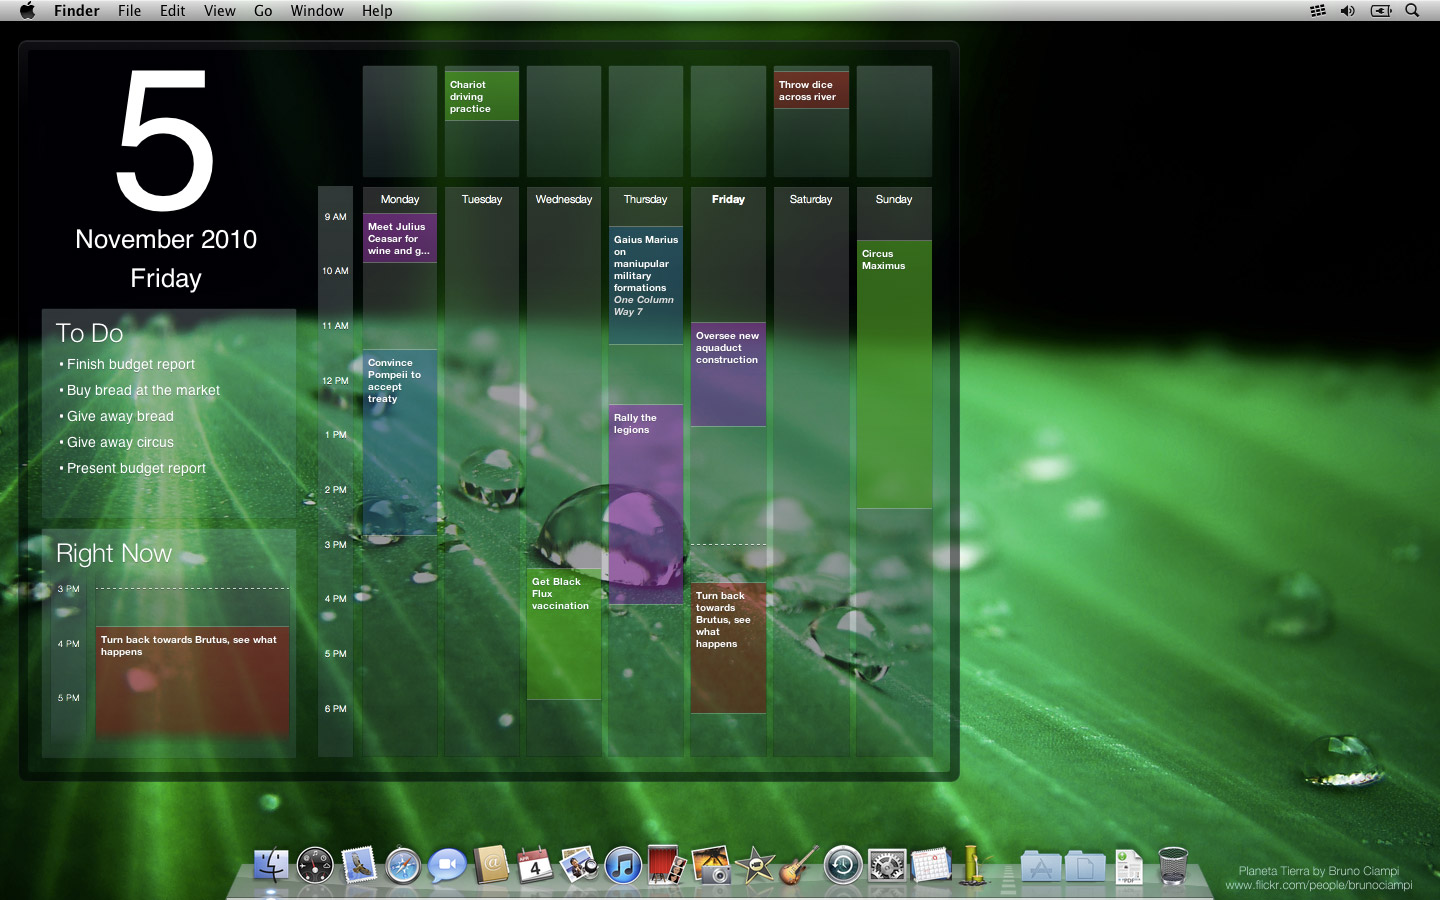 Finder File Edit View Go Window Help
5
November 2010
Friday
To Do
• Finish budget report
• Buy bread at the market
• Give away bread
• Give away circus
• Present budget report
Right Now
3 PM
4 PM
5 PM
Turn back towards Brutus, see what
happens
Chariot
driving
practice
Throw dice
across river
Monday Tuesday Wednesday Thursday Friday Saturday Sunday
9 AM
10 AM
11 AM
12 PM
1 PM
2 PM
3 PM
4 PM
5 PM
6 PM
Meet Julius
Ceasar for
wine and g...
Convince
Pompeii to
accept
treaty
Get Black
Flux
vaccination
Gaius Marius
on
maniupular
military
formations
One Column
Way 7
Rally the
legions
Oversee new
aquaduct
construction
Turn back
towards
Brutus, see
what
happens
Circus
Maximus
APR
4
PDF
Planeta Tierra by Bruno Ciampi
www.flickr.com/people/brunociampi